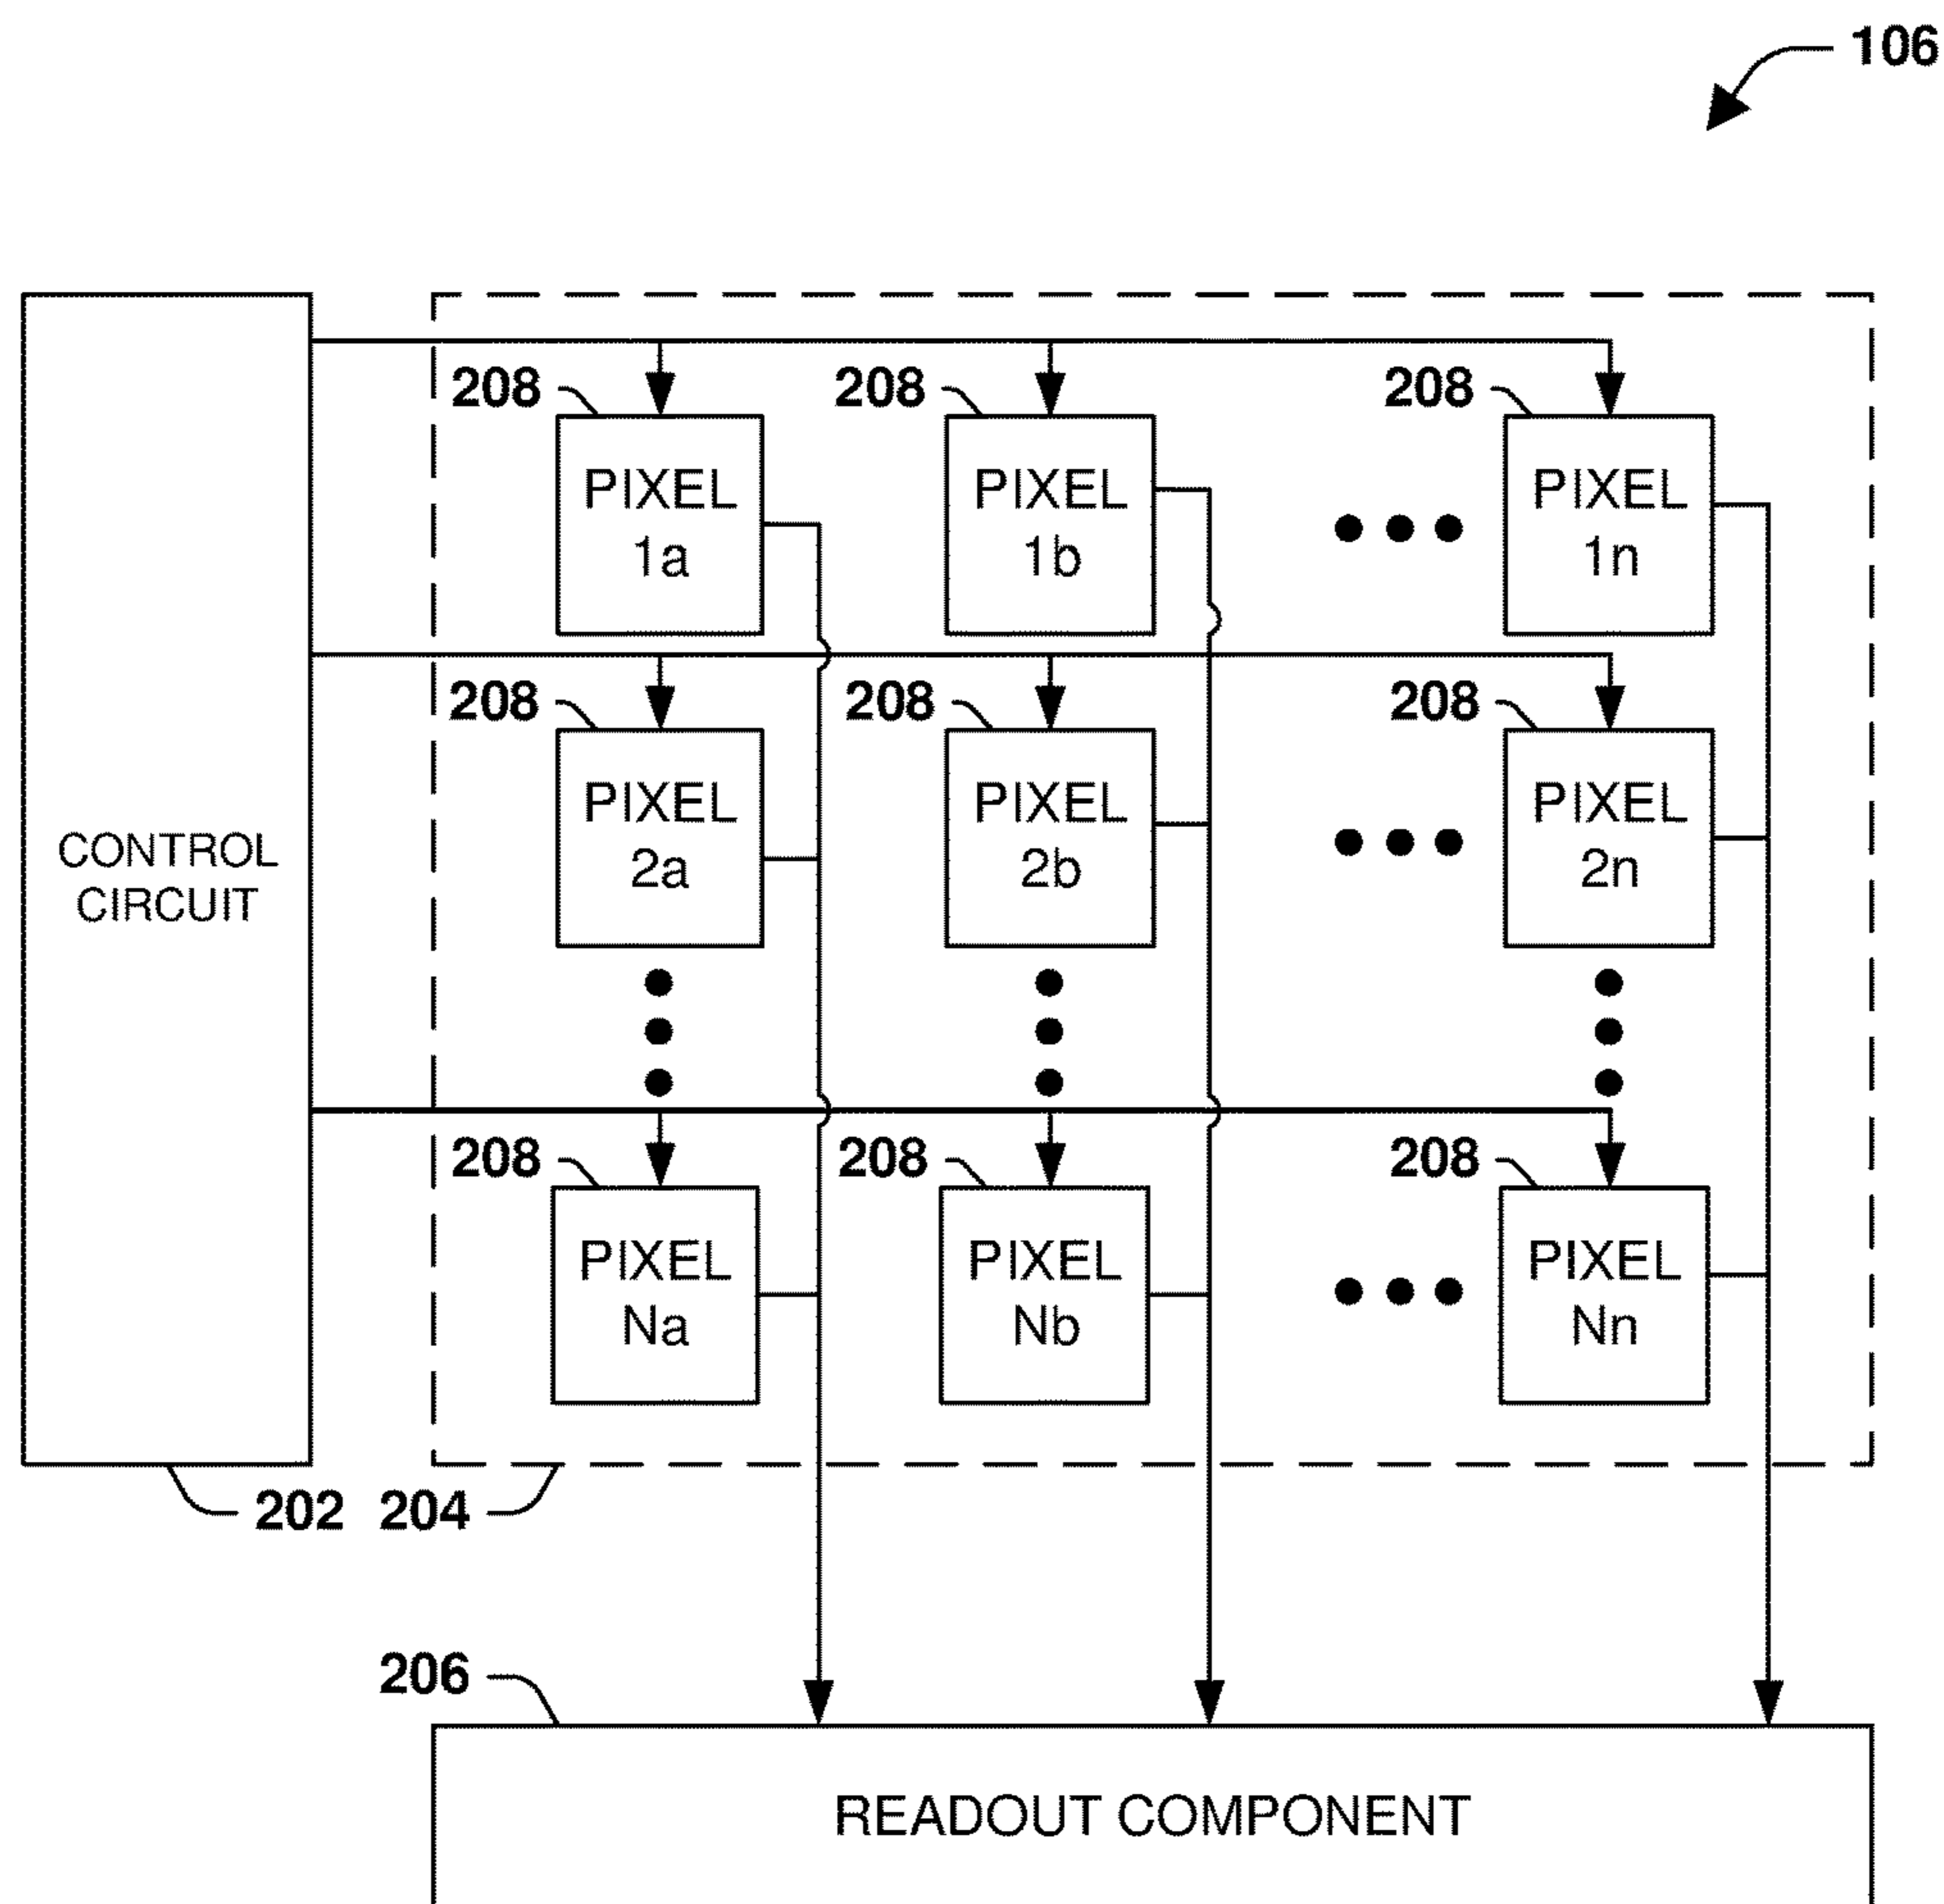 106
208 208 208
PIXEL 1a
PIXEL 1b
PIXEL 1n
208 208 208
PIXEL 2a
PIXEL 2b
PIXEL 2n
CONTROL
CIRCUIT
208 208 208
PIXEL Na
PIXEL Nb
PIXEL Nn
202 204
206
READOUT COMPONENT